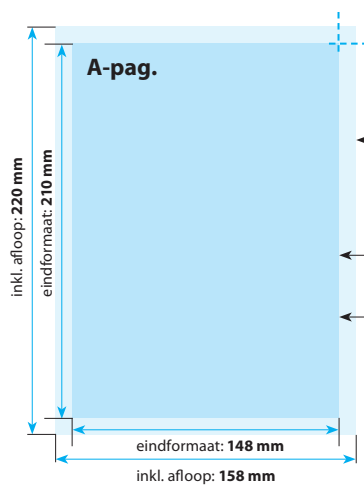 A-pag.
inkl. afloop: 220 mm
eindformaat: 210 mm
eindformaat: 148 mm
inkl. afloop: 158 mm